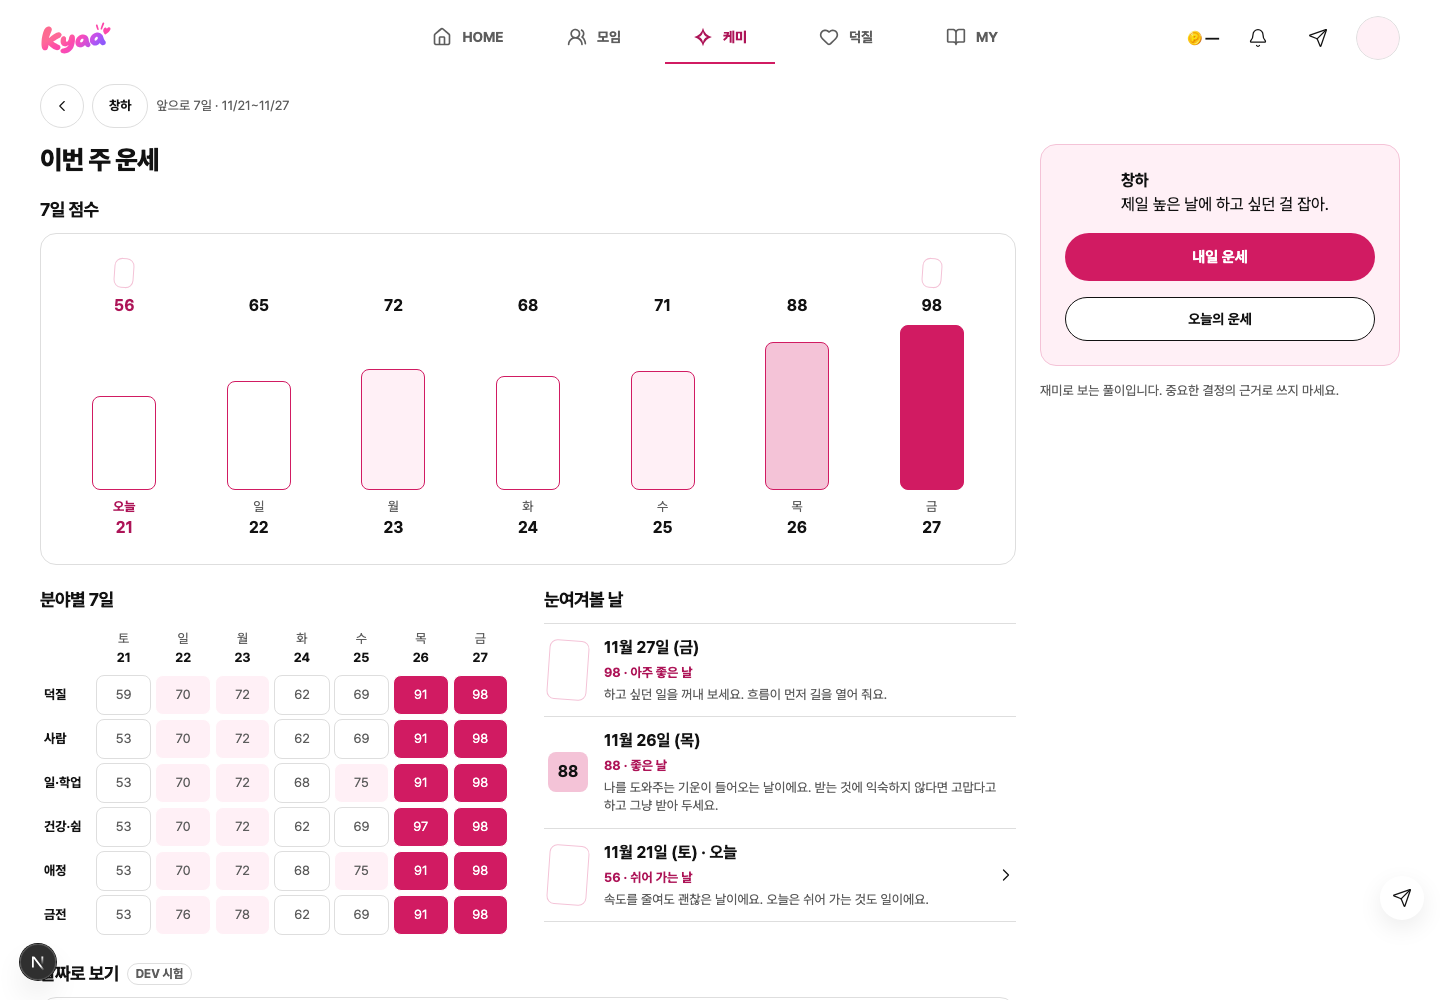 kyaa
HOME
모임
케미
덕질
MY
창하
앞으로 7일 · 11/21~11/27
이번 주 운세
7일 점수
56 65 72 68 71 88 98
오늘 일 월 화 수 목 금
21 22 23 24 25 26 27
창하
제일 높은 날에 하고 싶던 걸 잡아.
내일 운세
오늘의 운세
재미로 보는 풀이입니다. 중요한 결정의 근거로 쓰지 마세요.
분야별 7일
토 일 월 화 수 목 금
21 22 23 24 25 26 27
덕질 59 70 72 62 69 91 98
사람 53 70 72 62 69 91 98
일·학업 53 70 72 68 75 91 98
건강·쉼 53 70 72 62 69 97 98
애정 53 70 72 68 75 91 98
금전 53 76 78 62 69 91 98
눈여겨볼 날
11월 27일 (금)
98 · 아주 좋은 날
하고 싶던 일을 꺼내 보세요. 흐름이 먼저 길을 열어 줘요.
88
11월 26일 (목)
88 · 좋은 날
나를 도와주는 기운이 들어오는 날이에요. 받는 것에 익숙하지 않다면 고맙다고
하고 그냥 받아 두세요.
11월 21일 (토) · 오늘
56 · 쉬어 가는 날
속도를 줄여도 괜찮은 날이에요. 오늘은 쉬어 가는 것도 일이에요.
N
짜로 보기
DEV 시험